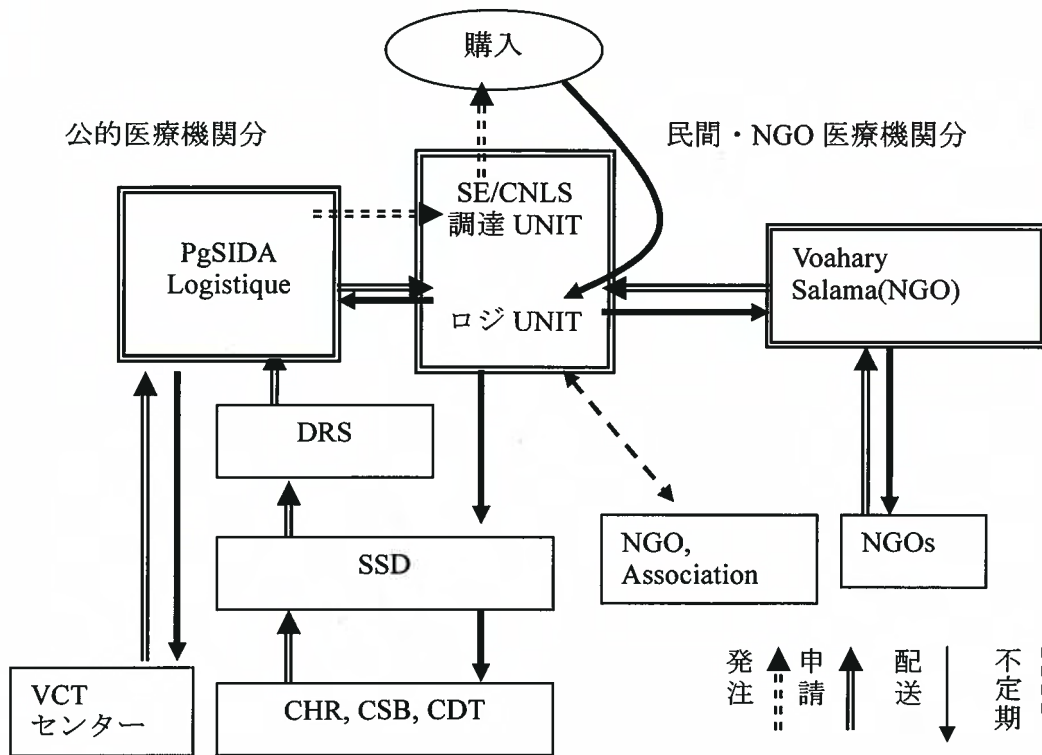 購入
公的医療機関分
民間・NGO 医療機関分
SE/CNLS
調達 UNIT
ロジ UNIT
PgSIDA
Logistique
Voahary
Salama(NGO)
DRS
SSD
NGO,
Association
NGOs
VCT
センター
CHR, CSB, CDT
発注
申請
配送
不定期